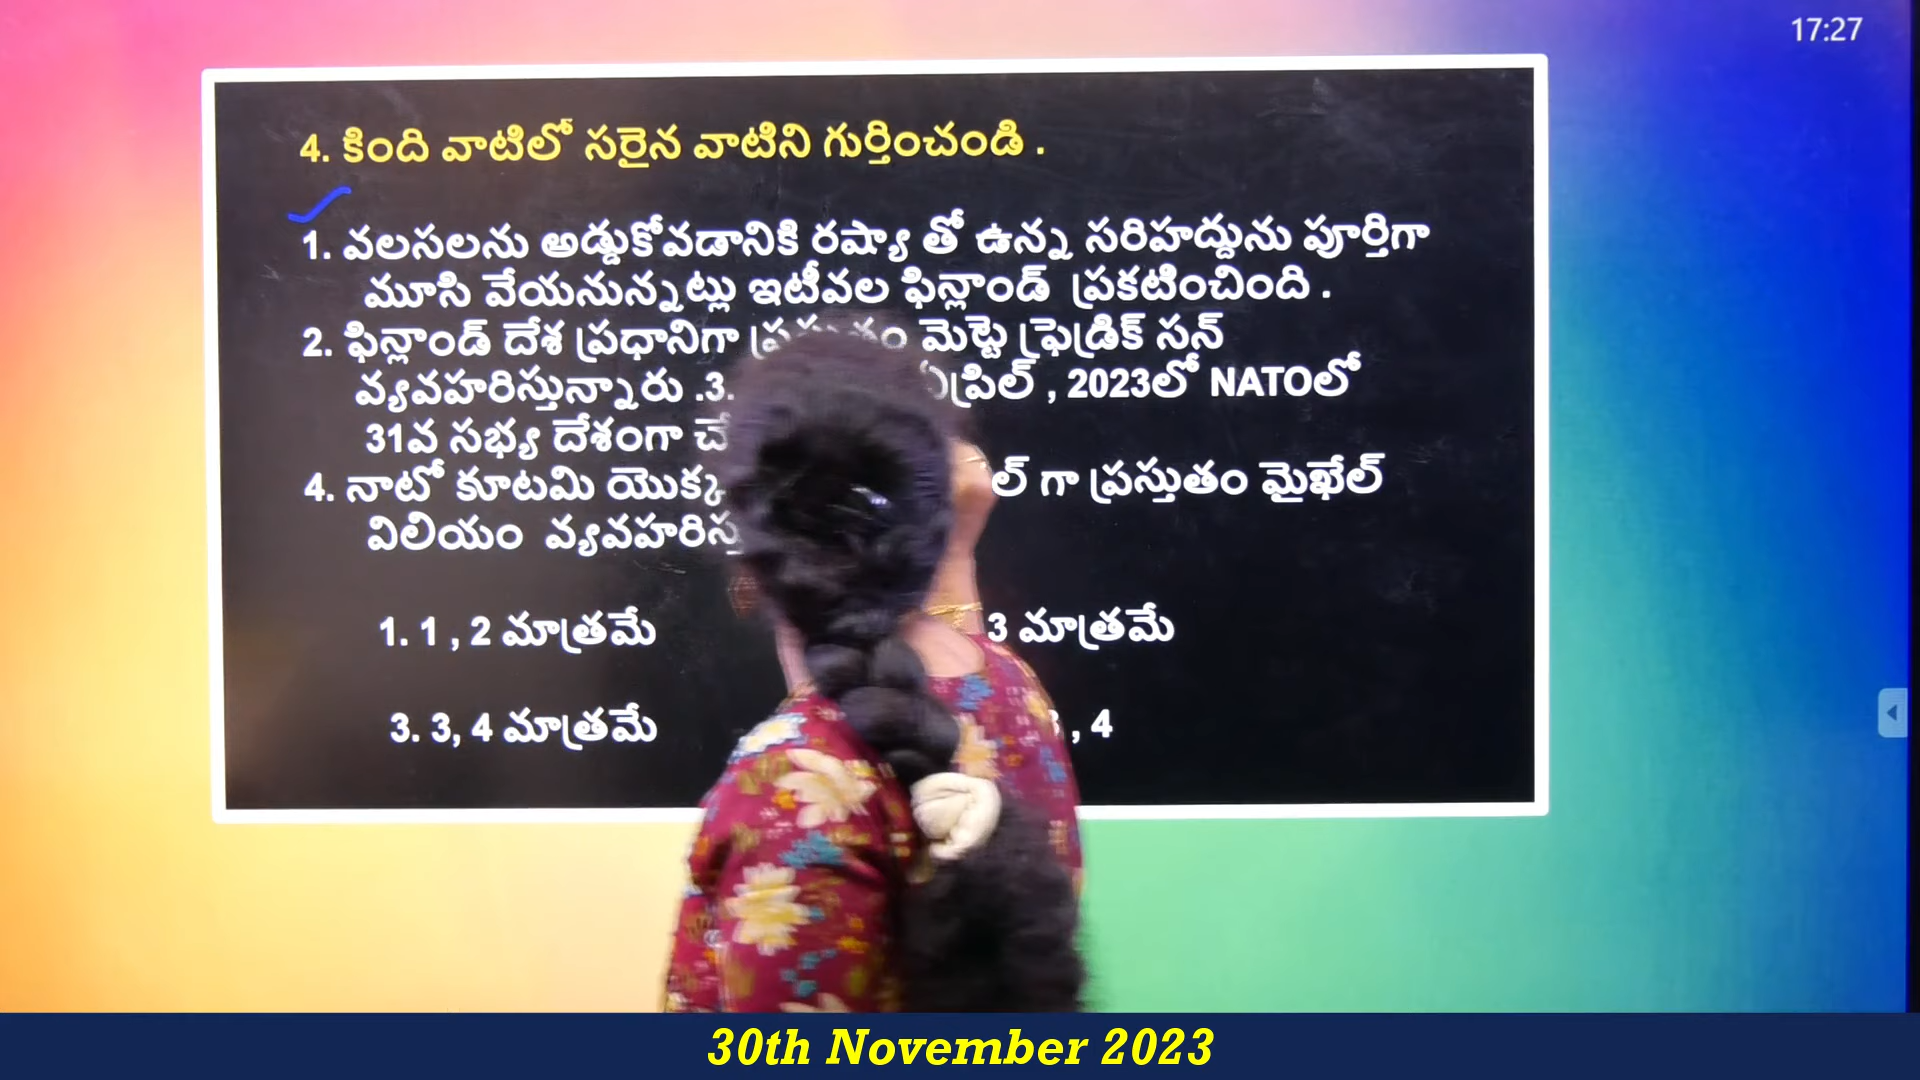 17:27
4. కింది వాటిలో సరైన వాటిని గుర్తించండి .
1. వలసలను అడ్డుకోవడానికి రష్యా తో ఉన్న సరిహద్దును పూర్తిగా
మూసి వేయనున్నట్లు ఇటీవల ఫిన్లాండ్ ప్రకటించింది .
2. ఫిన్లాండ్ దేశ ప్రధానిగా మెట్టె ఫ్రెడ్రిక్ సన్
వ్యవహరిస్తున్నారు .3. , 2023లో NATOలో
31వ సభ్య దేశంగా
4. నాటో కూటమి గా ప్రస్తుతం మైఖేల్
విలియం
1. 1 , 2 మాత్రమే 3 మాత్రమే
3. 3, 4 మాత్రమే , 4
30th November 2023